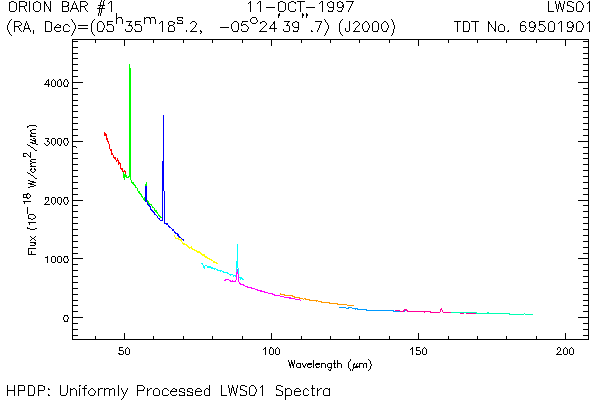 ORION BAR #1 11-OCT-1997 LWS01
(RA, Dec)=(05h35m18s.2, -05o24'39".7) (J2000) TDT No. 69501901
Flux (10-18 W/cm2/μm)
4000
3000
2000
1000
0
50 100 150 200
Wavelength (μm)
HPDP: Uniformly Processed LWS01 Spectra